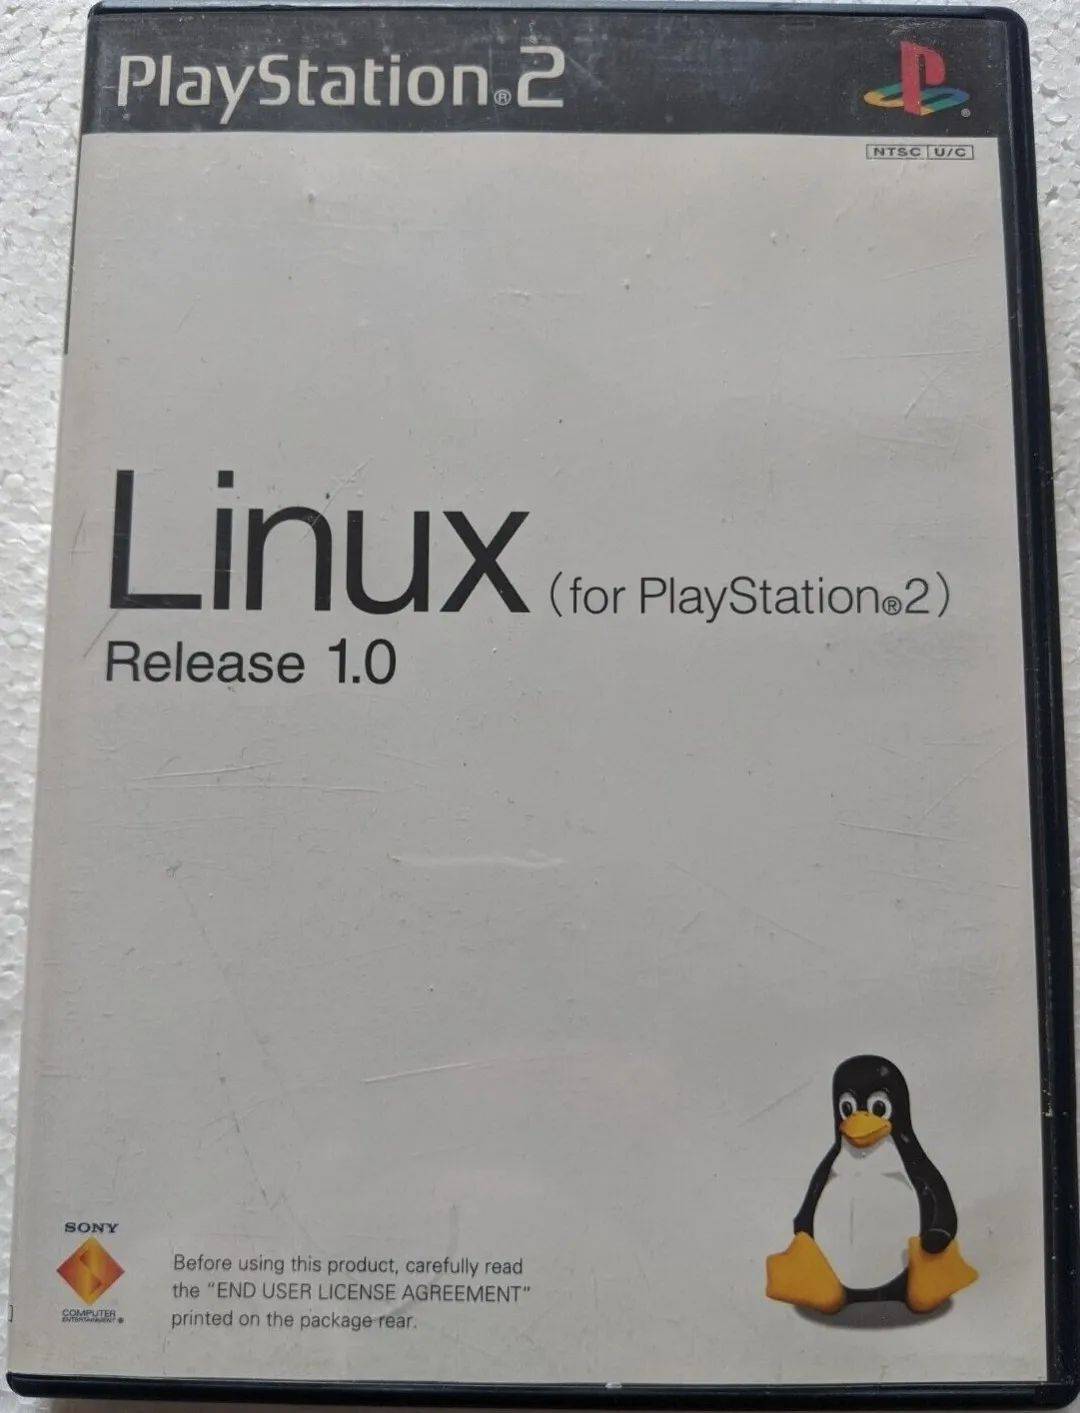 PlayStation®2
NTSC U/C
Linux (for PlayStation®2)
Release 1.0
SONY
COMPUTER
ENTERTAINMENT®
Before using this product, carefully read
the "END USER LICENSE AGREEMENT"
printed on the package rear.